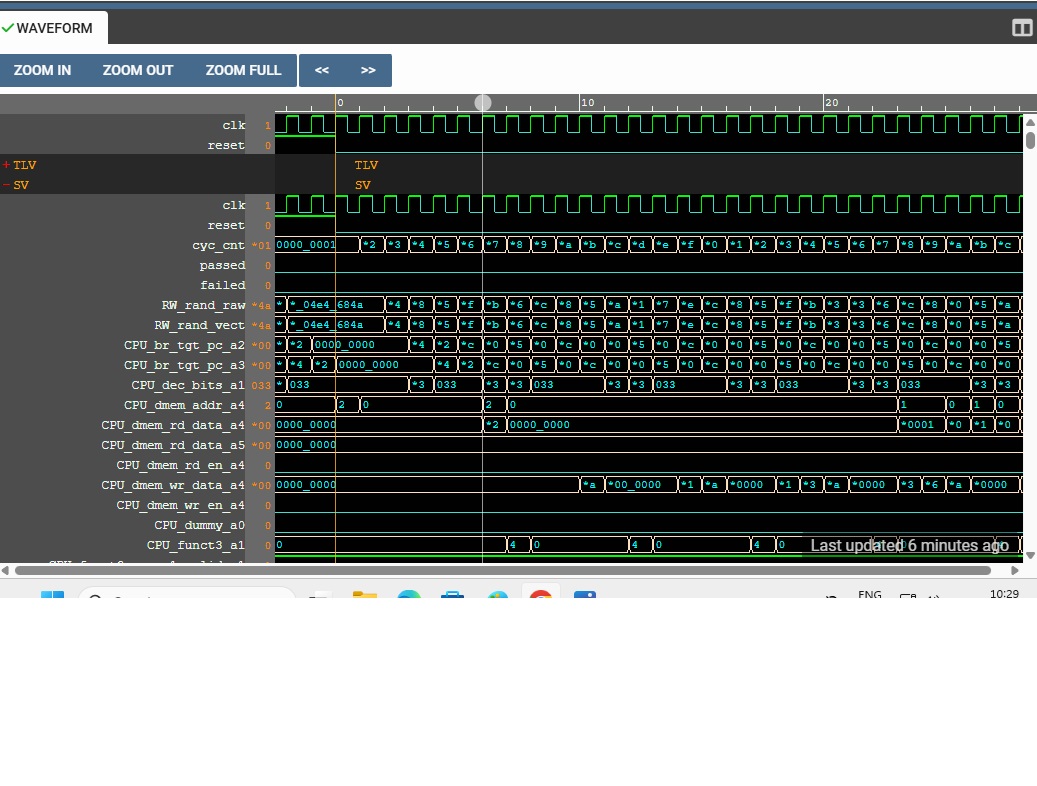 WAVEFORM
ZOOM IN ZOOM OUT ZOOM FULL << >>
0 10 20
clk 1
reset 0
+ TLV TLV
- SV SV
clk 1
reset 0
cyc_cnt *01 0000_0001 *2 *3 *4 *5 *6 *7 *8 *9 *a *b *c *d *e *f *0 *1 *2 *3 *4 *5 *6 *7 *8 *9 *a *b *c
passed 0
failed 0
RW_rand_raw *4a * *_04e4_684a *4 *8 *5 *f *b *6 *c *8 *5 *a *1 *7 *e *c *8 *5 *f *b *3 *3 *6 *c *8 *0 *5 *a
RW_rand_vect *4a * *_04e4_684a *4 *8 *5 *f *b *6 *c *8 *5 *a *1 *7 *e *c *8 *5 *f *b *3 *3 *6 *c *8 *0 *5 *a
CPU_br_tgt_pc_a2 *00 * *2 0000_0000 *4 *2 *c *0 *5 *0 *c *0 *5 *0 *c *0 *5 *0 *c *0 *5 *0 *c *0 *0 *5 *0 *c *0 *5
CPU_br_tgt_pc_a3 *00 * *4 *2 0000_0000 *4 *2 *c *0 *5 *0 *c *0 *5 *0 *c *0 *5 *0 *c *0 *5 *0 *c *0 *0 *5 *0 *c *0
CPU_dec_bits_a1 033 * 033 *3 033 *3 *3 033 *3 *3 033 *3 *3 033 *3 *3 033 *3 *3
CPU_dmem_addr_a4 2 0 2 0 2 0 1 0 1 0
CPU_dmem_rd_data_a4 *00 0000_0000 *2 0000_0000 *0001 *0 *1 *0
CPU_dmem_rd_data_a5 *00 0000_0000
CPU_dmem_rd_en_a4 0
CPU_dmem_wr_data_a4 *00 0000_0000 *a *00_0000 *1 *a *0000 *1 *3 *a *0000 *3 *6 *a *0000
CPU_dmem_wr_en_a4 0
CPU_dummy_a0 0
CPU_funct3_a1 0 0 4 0 4 0 4 0
Last updated 6 minutes ago
ENG
10:29